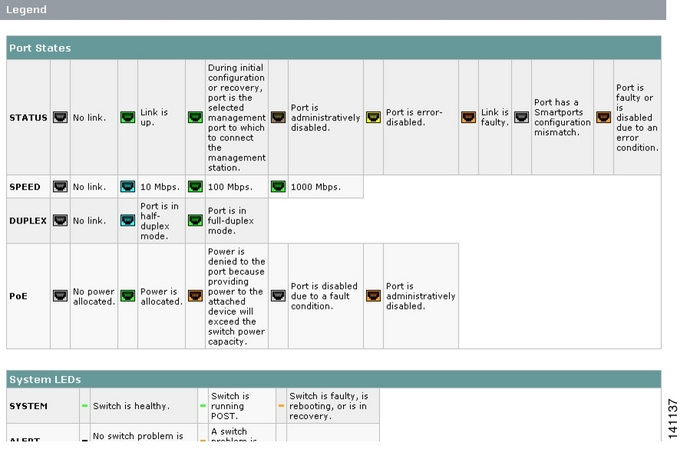 Legend
Port States
STATUS
No link.
Link is
up.
During initial
configuration
or recovery,
port is the
selected
management
port to which
to connect
the
management
station.
Port is
administratively
disabled.
Port is error-
disabled.
Link is
faulty.
Port has a
Smartports
configuration
mismatch.
Port is
faulty or
is
disabled
due to an
error
condition.
SPEED
No link.
10 Mbps.
100 Mbps.
1000 Mbps.
DUPLEX
No link.
Port is in
half-
duplex
mode.
Port is in
full-duplex
mode.
PoE
No power
allocated.
Power is
allocated.
Power is
denied to the
port because
providing
power to the
attached
device will
exceed the
switch power
capacity.
Port is disabled
due to a fault
condition.
Port is
administratively
disabled.
System LEDs
SYSTEM
Switch is healthy.
Switch is
running
POST.
Switch is faulty, is
rebooting, or is in
recovery.
ALERT
No switch problem is
A switch
problem is
141137